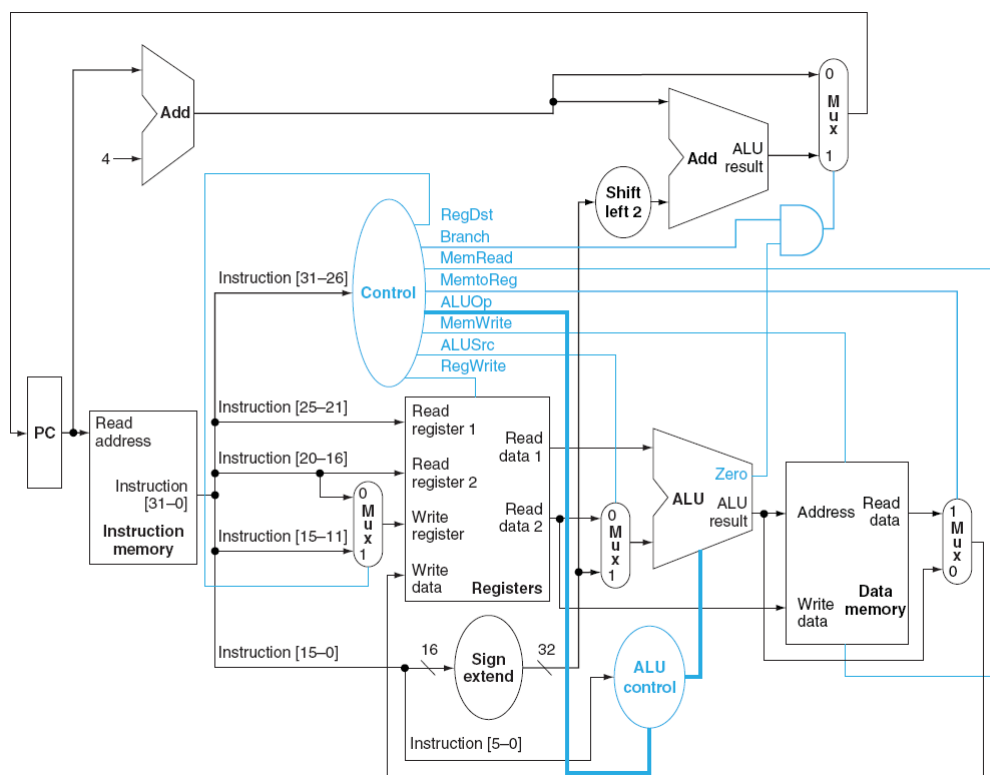 Add
4
0
M
u
x
1
Add
ALU
result
Shift
left 2
RegDst
Branch
MemRead
MemtoReg
ALUOp
MemWrite
ALUSrc
RegWrite
Control
Instruction [31–26]
Instruction [25–21]
Instruction [20–16]
Instruction [15–11]
Instruction [15–0]
Instruction [5–0]
PC
Read
address
Instruction
[31–0]
Instruction
memory
0
M
u
x
1
Read
register 1
Read
register 2
Write
register
Write
data
Read
data 1
Read
data 2
Registers
0
M
u
x
1
Zero
ALU
ALU
result
Address
Read
data
Write
data
Data
memory
1
M
u
x
0
16
Sign
extend
32
ALU
control